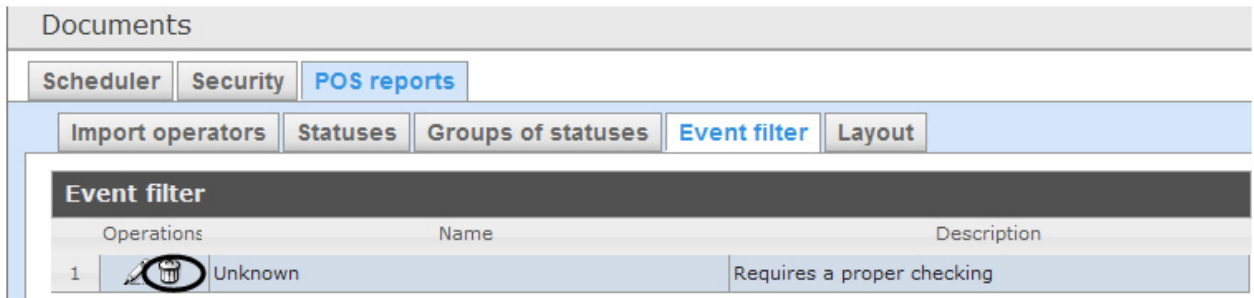 Documents
Scheduler Security POS reports
Import operators Statuses Groups of statuses Event filter Layout
Event filter
Operations Name Description
1 Unknown Requires a proper checking